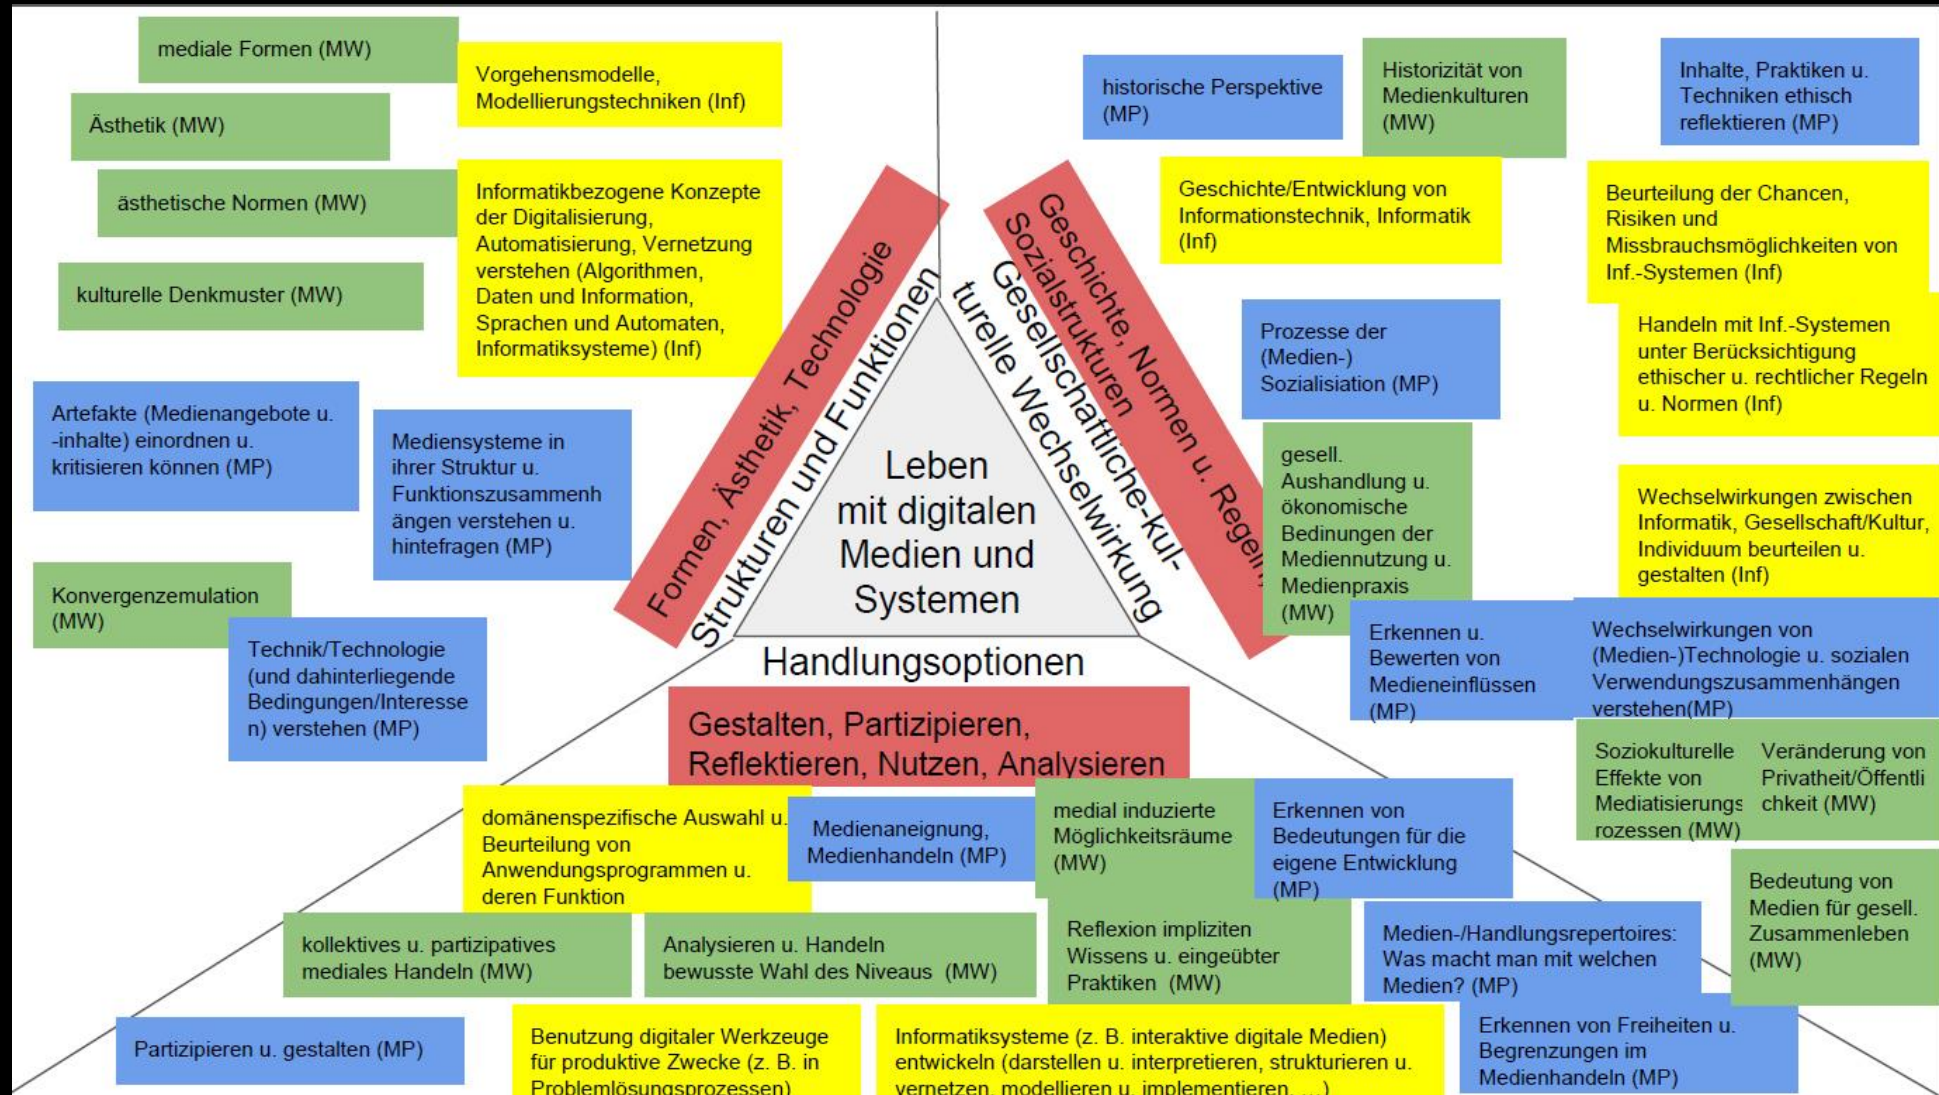 mediale Formen (MW)
Ästhetik (MW)
ästhetische Normen (MW)
kulturelle Denkmuster (MW)
Vorgehensmodelle,
Modellierungstechniken (Inf)
Informatikbezogene Konzepte
der Digitalisierung,
Automatisierung, Vernetzung
verstehen (Algorithmen,
Daten und Information,
Sprachen und Automaten,
Informatiksysteme) (Inf)
Artefakte (Medienangebote u.
-inhalte) einordnen u.
kritisieren können (MP)
Mediensysteme in
ihrer Struktur u.
Funktionszusammenh
ängen verstehen u.
hintefragen (MP)
Konvergenzemulation
(MW)
Technik/Technologie
(und dahinterliegende
Bedingungen/Interesse
n) verstehen (MP)
Formen, Ästhetik, Technologie
Strukturen und Funktionen
Leben
mit digitalen
Medien und
Systemen
Geschichte, Normen u. Regeln,
Sozialstrukturen
Gesellschaftliche-kul-
turelle Wechselwirkung
historische Perspektive
(MP)
Historizität von
Medienkulturen
(MW)
Inhalte, Praktiken u.
Techniken ethisch
reflektieren (MP)
Geschichte/Entwicklung von
Informationstechnik, Informatik
(Inf)
Beurteilung der Chancen,
Risiken und
Missbrauchsmöglichkeiten von
Inf.-Systemen (Inf)
Prozesse der
(Medien-)
Sozialisiation (MP)
Handeln mit Inf.-Systemen
unter Berücksichtigung
ethischer u. rechtlicher Regeln
u. Normen (Inf)
gesell.
Aushandlung u.
ökonomische
Bedinungen der
Mediennutzung u.
Medienpraxis
(MW)
Wechselwirkungen zwischen
Informatik, Gesellschaft/Kultur,
Individuum beurteilen u.
gestalten (Inf)
Erkennen u.
Bewerten von
Medieneinflüssen
(MP)
Wechselwirkungen von
(Medien-)Technologie u. sozialen
Verwendungszusammenhängen
verstehen(MP)
Soziokulturelle
Effekte von
Mediatisierungs
rozessen (MW)
Veränderung von
Privatheit/Öffentli
chkeit (MW)
Bedeutung von
Medien für gesell.
Zusammenleben
(MW)
Handlungsoptionen
Gestalten, Partizipieren,
Reflektieren, Nutzen, Analysieren
domänenspezifische Auswahl u.
Beurteilung von
Anwendungsprogrammen u.
deren Funktion
Medienaneignung,
Medienhandeln (MP)
medial induzierte
Möglichkeitsräume
(MW)
Erkennen von
Bedeutungen für die
eigene Entwicklung
(MP)
kollektives u. partizipatives
mediales Handeln (MW)
Analysieren u. Handeln
bewusste Wahl des Niveaus (MW)
Reflexion impliziten
Wissens u. eingeübter
Praktiken (MW)
Medien-/Handlungsrepertoires:
Was macht man mit welchen
Medien? (MP)
Partizipieren u. gestalten (MP)
Benutzung digitaler Werkzeuge
für produktive Zwecke (z. B. in
Problemlösungsprozessen)
Informatiksysteme (z. B. interaktive digitale Medien)
entwickeln (darstellen u. interpretieren, strukturieren u.
vernetzen, modellieren u. implementieren, ...)
Erkennen von Freiheiten u.
Begrenzungen im
Medienhandeln (MP)